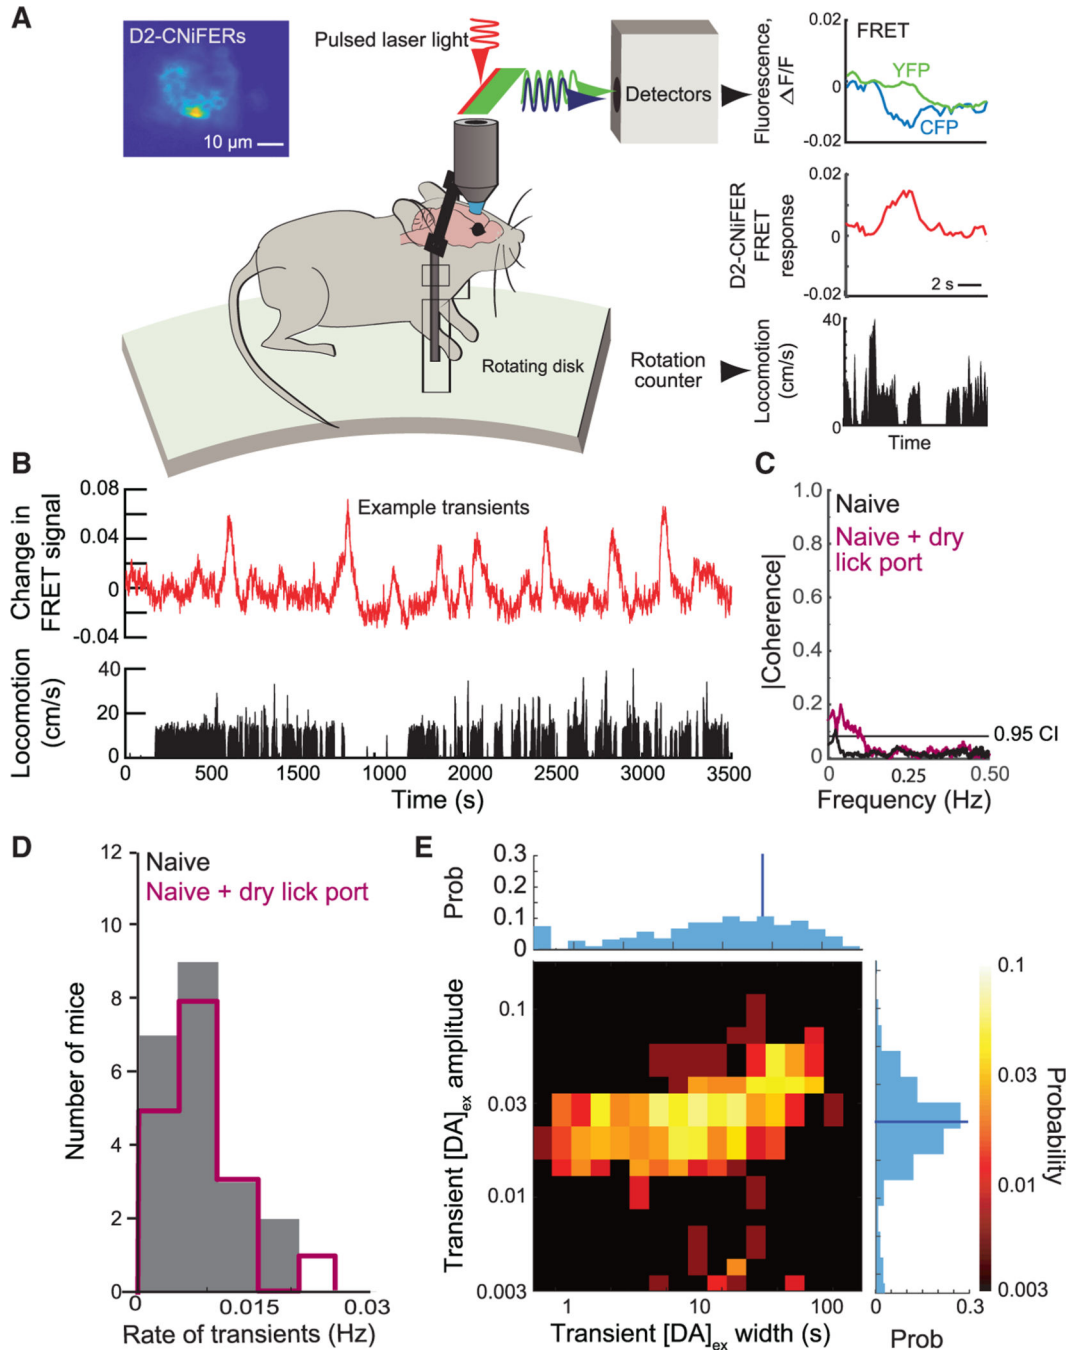 A
D2-CNiFERs
10 μm
Pulsed laser light
Detectors
Rotating disk
Rotation
counter
Fluorescence,
△F/F
0.02
0
-0.02
FRET
YFP
CFP
D2-CNiFER
FRET
response
0.02
0
-0.02
2 s
Locomotion
(cm/s)
40
0
Time
B
Change in
FRET signal
0.08
0.04
0
-0.04
Example transients
Locomotion
(cm/s)
40
20
0
0 500 1500 1000 2000 2500 3000 3500
Time (s)
C
Naive
Naive + dry
lick port
|Coherence|
1.0
0.8
0.6
0.4
0.2
0
0.95 CI
0 0.25 0.50
Frequency (Hz)
D
Naive
Naive + dry lick port
Number of mice
12
10
8
6
4
2
0
0 0.015 0.03
Rate of transients (Hz)
E
Prob
0.3
0.2
0.1
0
Transient [DA]ex amplitude
0.1
0.03
0.01
0.003
1 10 100
Transient [DA]ex width (s)
0 0.3
Prob
0.1
0.03
0.01
0.003
Probability